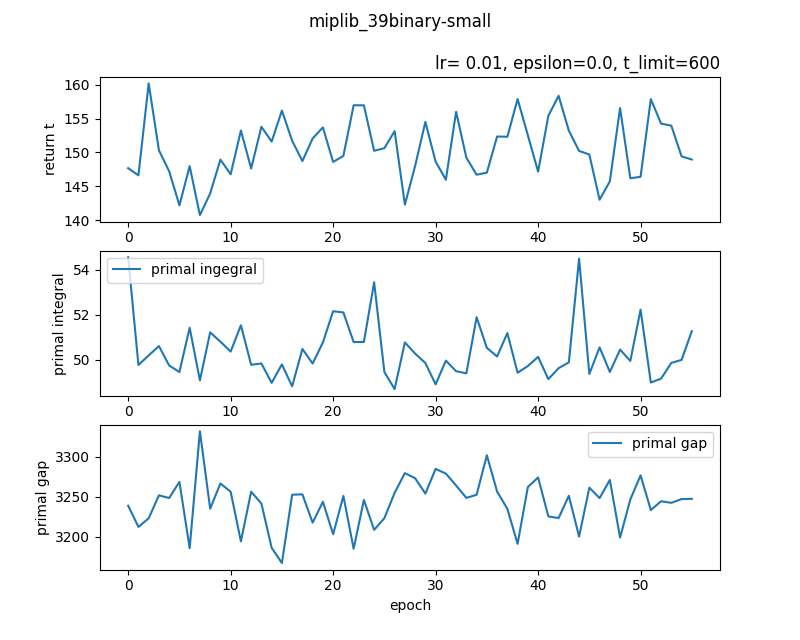 miplib_39binary-small
lr= 0.01, epsilon=0.0, t_limit=600
return t
160
155
150
145
140
0 10 20 30 40 50
primal integral
primal ingegral
54
52
50
0 10 20 30 40 50
primal gap
primal gap
3300
3250
3200
0 10 20 30 40 50
epoch